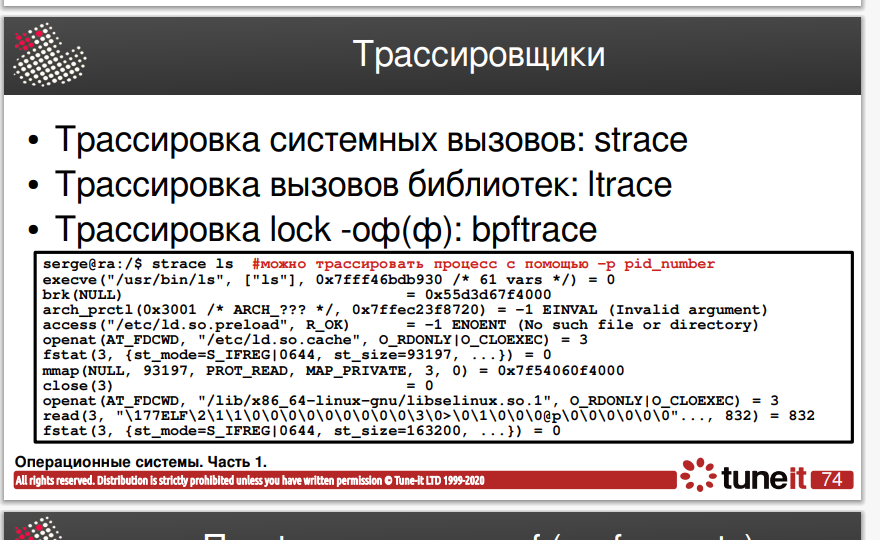 Трассировщики
• Трассировка системных вызовов: strace
• Трассировка вызовов библиотек: ltrace
• Трассировка lock -оф(ф): bpftrace
serge@ra:/$ strace ls  #можно трассировать процесс с помощью –p pid_number
execve("/usr/bin/ls", ["ls"], 0x7fff46bdb930 /* 61 vars */) = 0
brk(NULL)                               = 0x55d3d67f4000
arch_prctl(0x3001 /* ARCH_??? */, 0x7ffec23f8720) = -1 EINVAL (Invalid argument)
access("/etc/ld.so.preload", R_OK)      = -1 ENOENT (No such file or directory)
openat(AT_FDCWD, "/etc/ld.so.cache", O_RDONLY|O_CLOEXEC) = 3
fstat(3, {st_mode=S_IFREG|0644, st_size=93197, ...}) = 0
mmap(NULL, 93197, PROT_READ, MAP_PRIVATE, 3, 0) = 0x7f54060f4000
close(3)                                = 0
openat(AT_FDCWD, "/lib/x86_64-linux-gnu/libselinux.so.1", O_RDONLY|O_CLOEXEC) = 3
read(3, "\177ELF\2\1\1\0\0\0\0\0\0\0\0\0\3\0>\0\1\0\0\0@p\0\0\0\0\0\0"..., 832) = 832
fstat(3, {st_mode=S_IFREG|0644, st_size=163200, ...}) = 0
Операционные системы. Часть 1.
All rights reserved. Distribution is strictly prohibited unless you have written permission © Tune-it LTD 1999-2020
tuneit 74